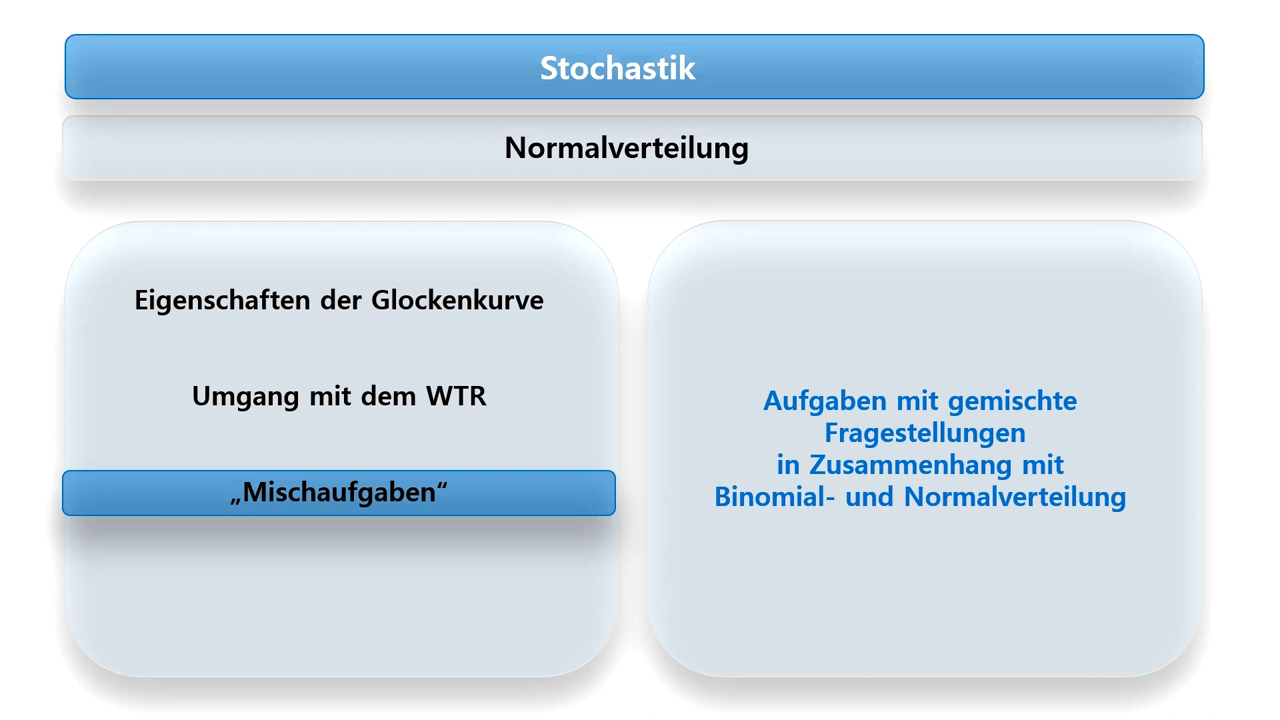 Stochastik
Normalverteilung
Eigenschaften der Glockenkurve
Umgang mit dem WTR
„Mischaufgaben“
Aufgaben mit gemischte
Fragestellungen
in Zusammenhang mit
Binomial- und Normalverteilung